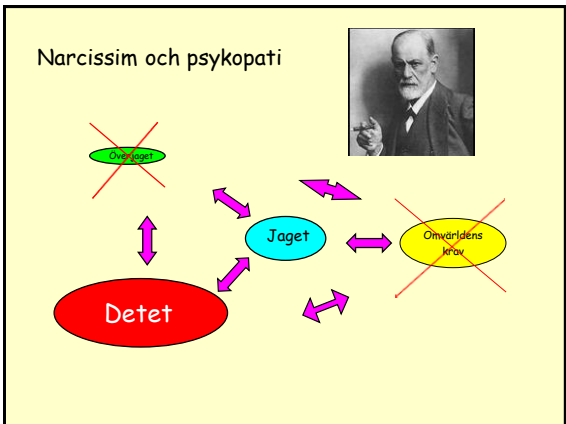 Narcissim och psykopati
Överjaget
Jaget
Omvärldens
krav
Detet